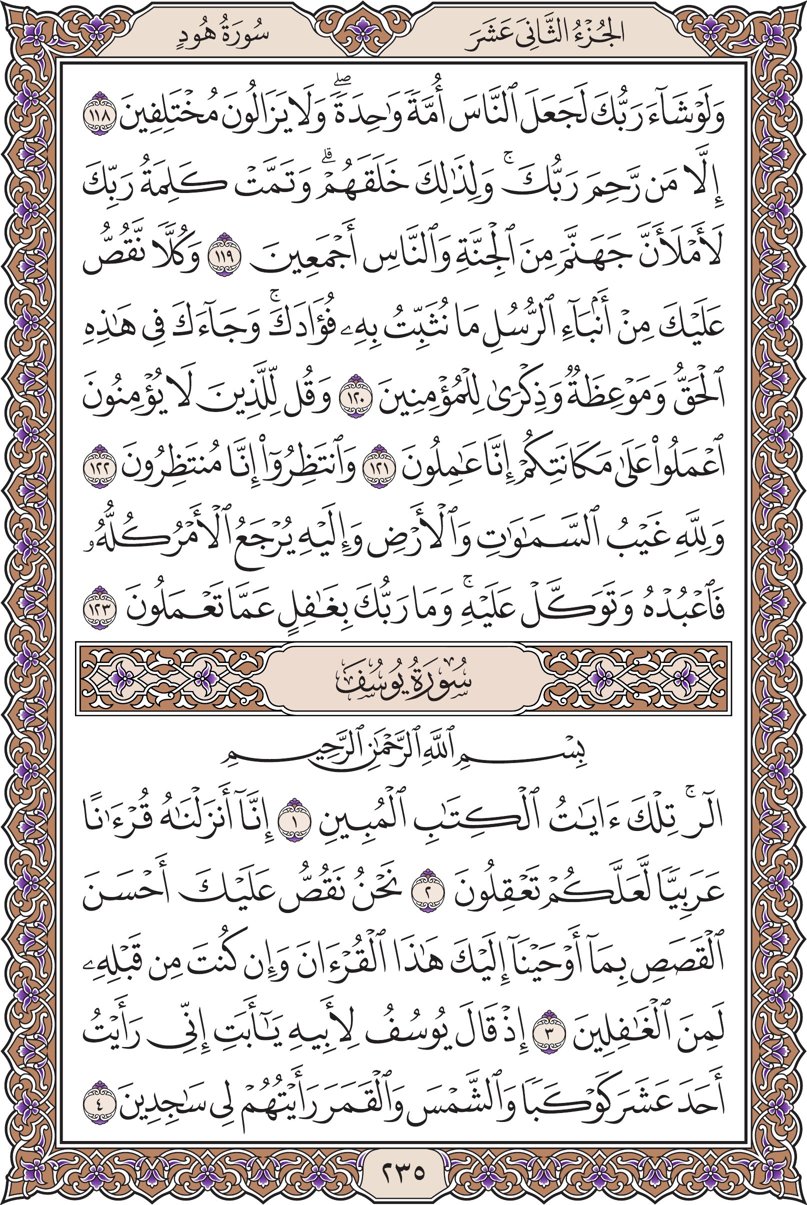 الجُزْءُ الثَّانِى عَشَرَ
سُورَةُ هُودٍ
وَلَوْ شَآءَ رَبُّكَ لَجَعَلَ ٱلنَّاسَ أُمَّةً وَٰحِدَةً ۖ وَلَا يَزَالُونَ مُخْتَلِفِينَ ١١٨
إِلَّا مَن رَّحِمَ رَبُّكَ ۚ وَلِذَٰلِكَ خَلَقَهُمْ ۗ وَتَمَّتْ كَلِمَةُ رَبِّكَ
لَأَمْلَأَنَّ جَهَنَّمَ مِنَ ٱلْجِنَّةِ وَٱلنَّاسِ أَجْمَعِينَ ١١٩ وَكُلًّا نَّقُصُّ
عَلَيْكَ مِنْ أَنۢبَآءِ ٱلرُّسُلِ مَا نُثَبِّتُ بِهِۦ فُؤَادَكَ ۚ وَجَآءَكَ فِى هَٰذِهِ
ٱلْحَقُّ وَمَوْعِظَةٌ وَذِكْرَىٰ لِلْمُؤْمِنِينَ ١٢٠ وَقُل لِّلَّذِينَ لَا يُؤْمِنُونَ
ٱعْمَلُوا۟ عَلَىٰ مَكَانَتِكُمْ إِنَّا عَٰمِلُونَ ١٢١ وَٱنتَظِرُوٓا۟ إِنَّا مُنتَظِرُونَ ١٢٢
وَلِلَّهِ غَيْبُ ٱلسَّمَٰوَٰتِ وَٱلْأَرْضِ وَإِلَيْهِ يُرْجَعُ ٱلْأَمْرُ كُلُّهُۥ
فَٱعْبُدْهُ وَتَوَكَّلْ عَلَيْهِ ۚ وَمَا رَبُّكَ بِغَٰفِلٍ عَمَّا تَعْمَلُونَ ١٢٣
سُورَةُ يُوسُفَ
بِسْمِ ٱللَّهِ ٱلرَّحْمَٰنِ ٱلرَّحِيمِ
الٓر ۚ تِلْكَ ءَايَٰتُ ٱلْكِتَٰبِ ٱلْمُبِينِ ١ إِنَّآ أَنزَلْنَٰهُ قُرْءَٰنًا
عَرَبِيًّا لَّعَلَّكُمْ تَعْقِلُونَ ٢ نَحْنُ نَقُصُّ عَلَيْكَ أَحْسَنَ
ٱلْقَصَصِ بِمَآ أَوْحَيْنَآ إِلَيْكَ هَٰذَا ٱلْقُرْءَانَ وَإِن كُنتَ مِن قَبْلِهِۦ
لَمِنَ ٱلْغَٰفِلِينَ ٣ إِذْ قَالَ يُوسُفُ لِأَبِيهِ يَٰٓأَبَتِ إِنِّى رَأَيْتُ
أَحَدَ عَشَرَ كَوْكَبًا وَٱلشَّمْسَ وَٱلْقَمَرَ رَأَيْتُهُمْ لِى سَٰجِدِينَ ٤
٢٣٥